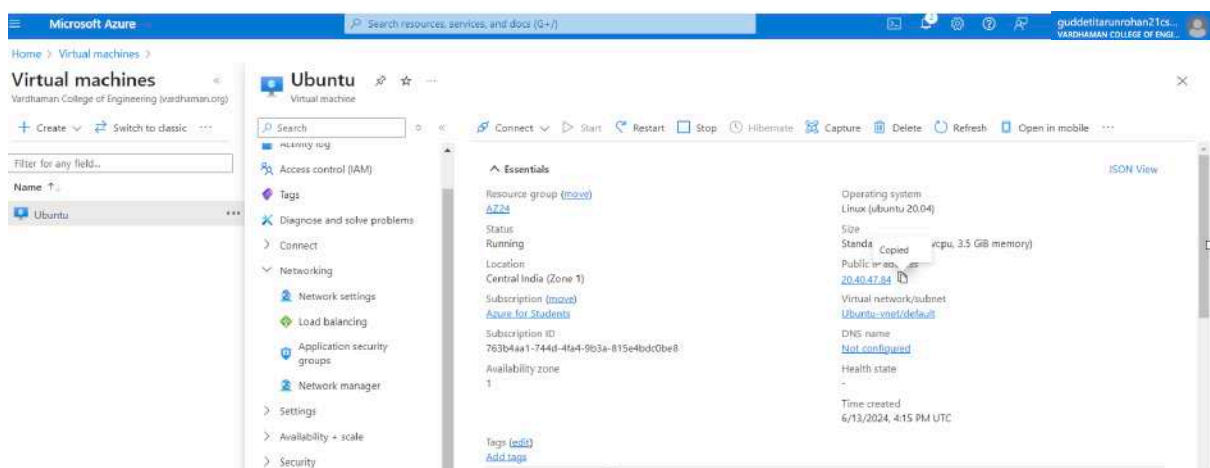 Microsoft Azure
Search resources, services, and docs (G+/)
guddetitarunrohan21cs...
VARDHAMAN COLLEGE OF ENGI...
Home > Virtual machines >
Virtual machines
Vardhaman College of Engineering (vardhaman.org)
+ Create
Switch to classic ...
Filter for any field...
Name ↑
Ubuntu ...
Ubuntu ...
Virtual machine
Search
Activity log
Access control (IAM)
Tags
Diagnose and solve problems
Connect
Networking
Network settings
Load balancing
Application security
groups
Network manager
Settings
Availability + scale
Security
Connect
Start
Restart
Stop
Hibernate
Capture
Delete
Refresh
Open in mobile ...
Essentials
JSON View
Resource group (move)
AZ24
Status
Running
Location
Central India (Zone 1)
Subscription (move)
Azure for Students
Subscription ID
763b4aa1-744d-4fa4-9b3a-815e4bdc0be8
Availability zone
1
Tags (edit)
Add tags
Operating system
Linux (ubuntu 20.04)
Size
Standa vcpu, 3.5 GiB memory)
Copied
Public IP
20.40.47.84
Virtual network/subnet
Ubuntu-vnet/default
DNS name
Not configured
Health state
-
Time created
6/13/2024, 4:15 PM UTC